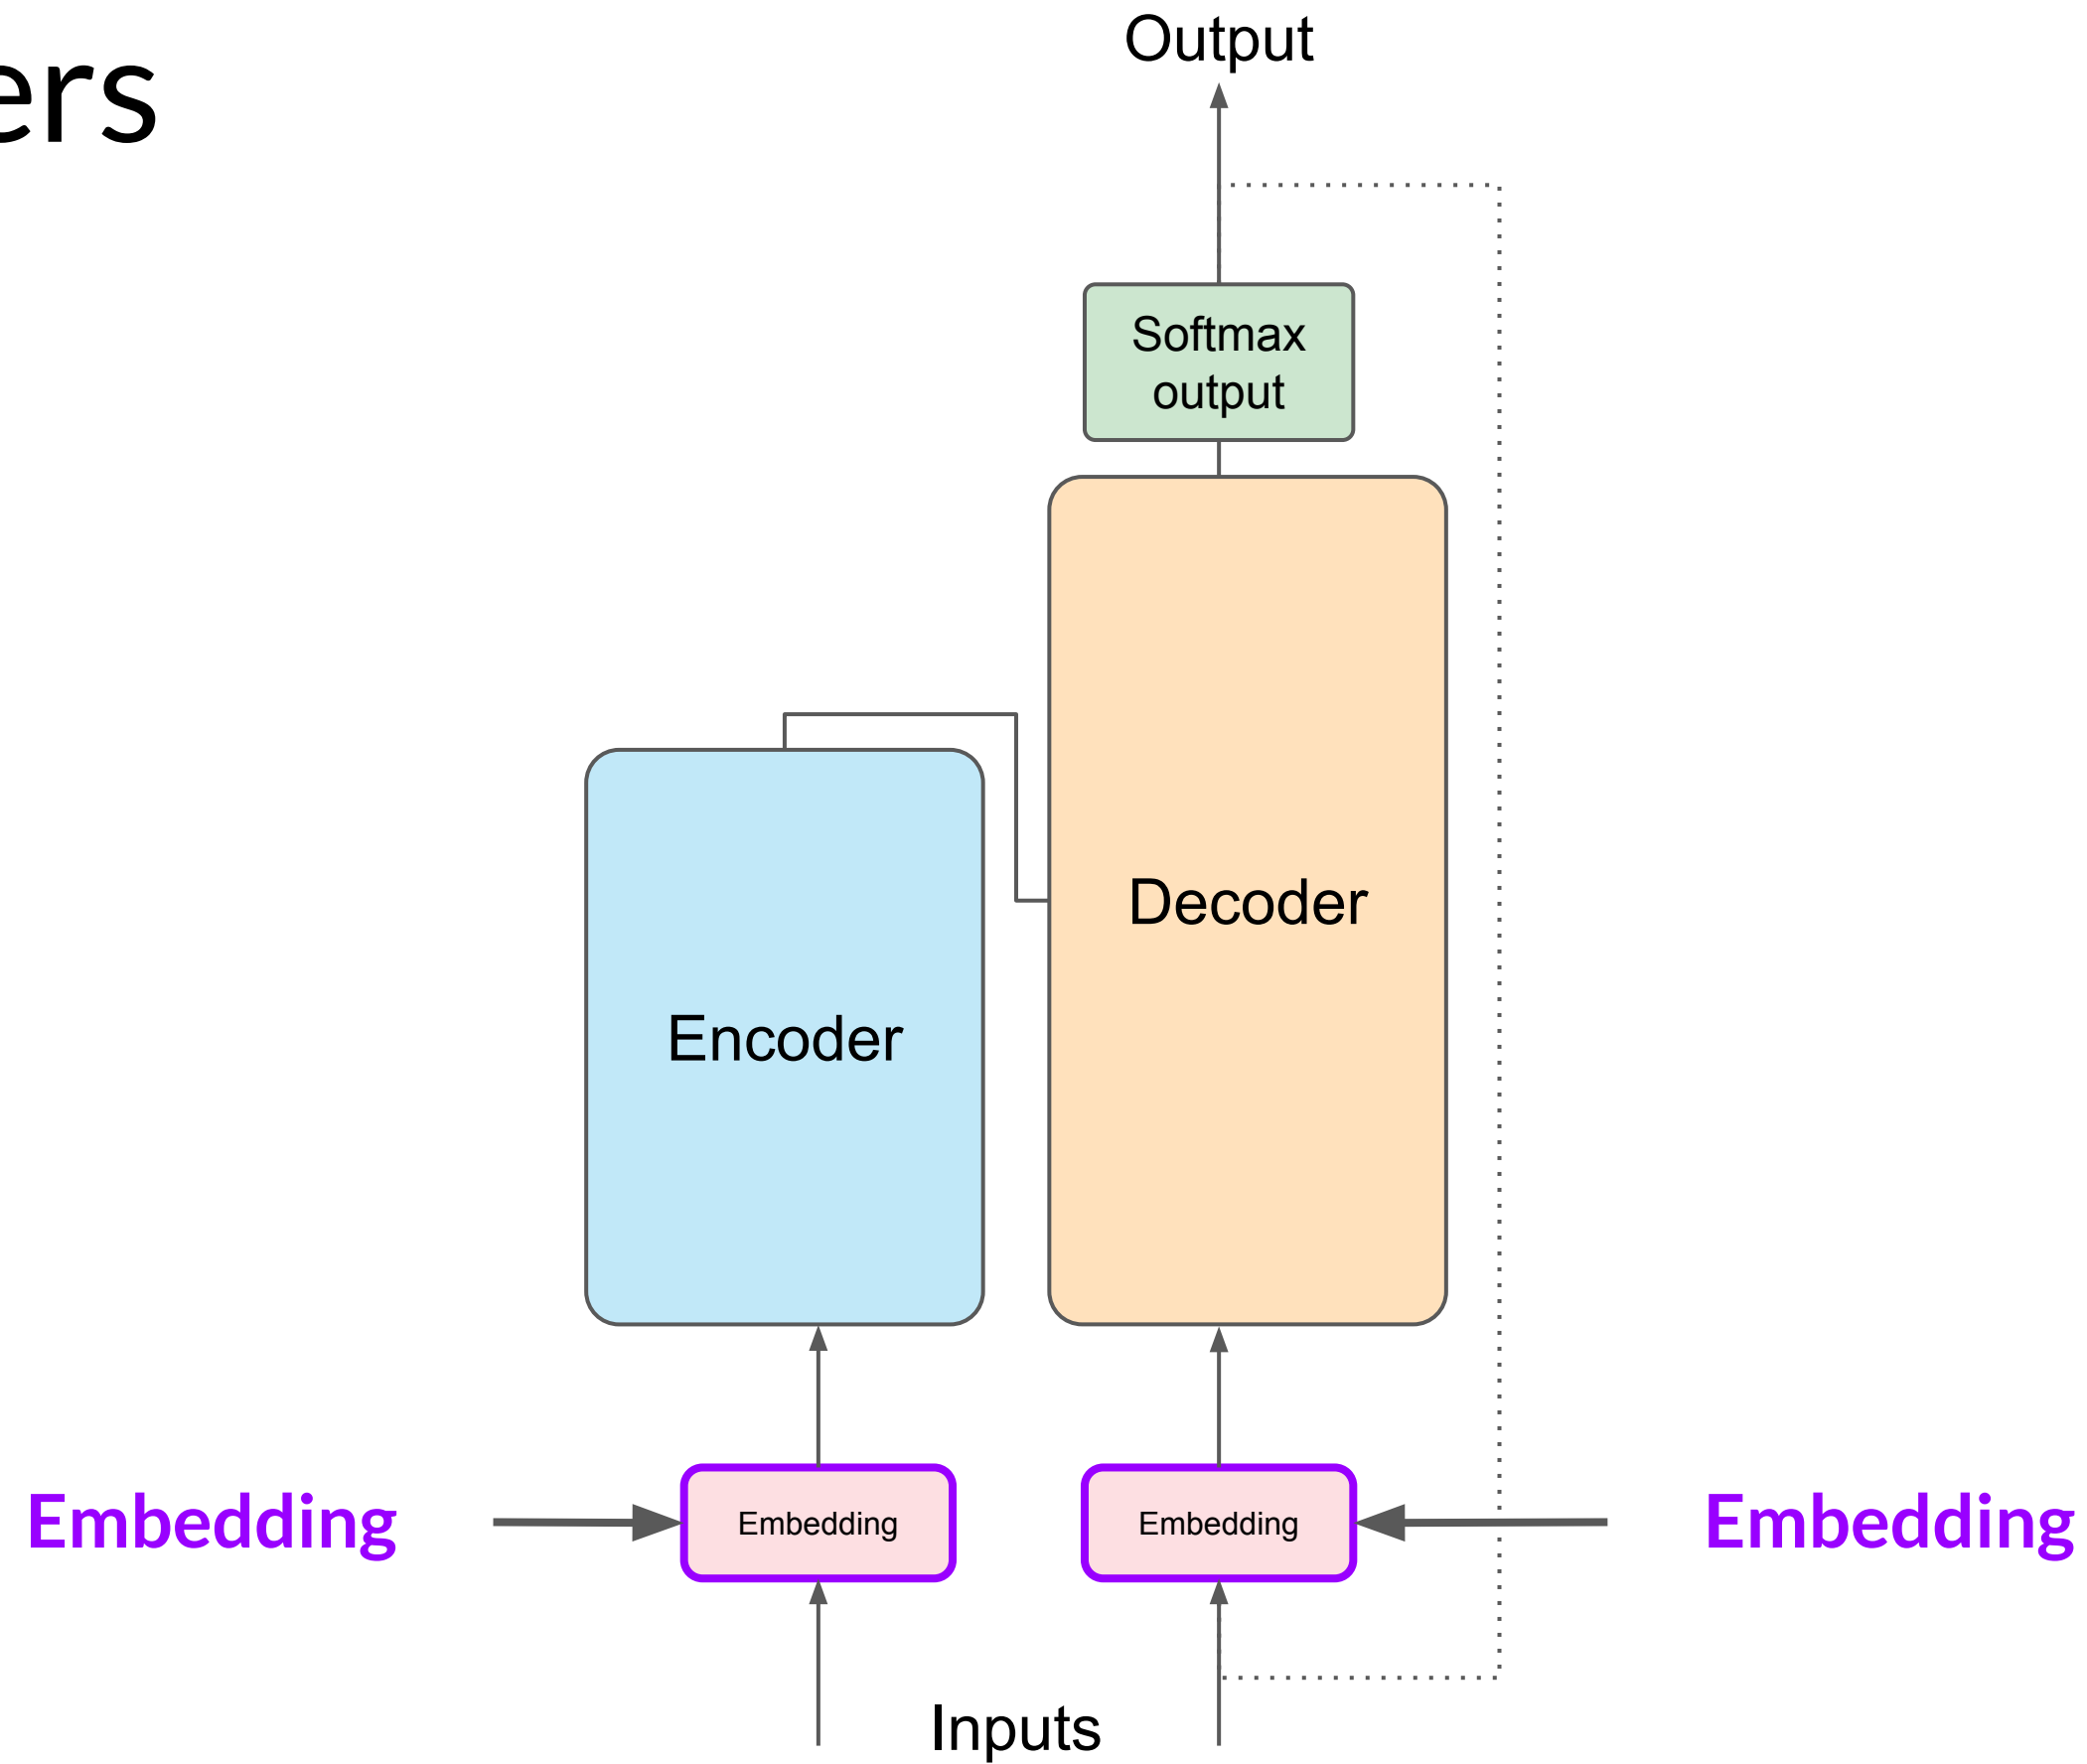 ers
Output
Softmax
output
Decoder
Encoder
Embedding
Embedding
Embedding
Embedding
Inputs